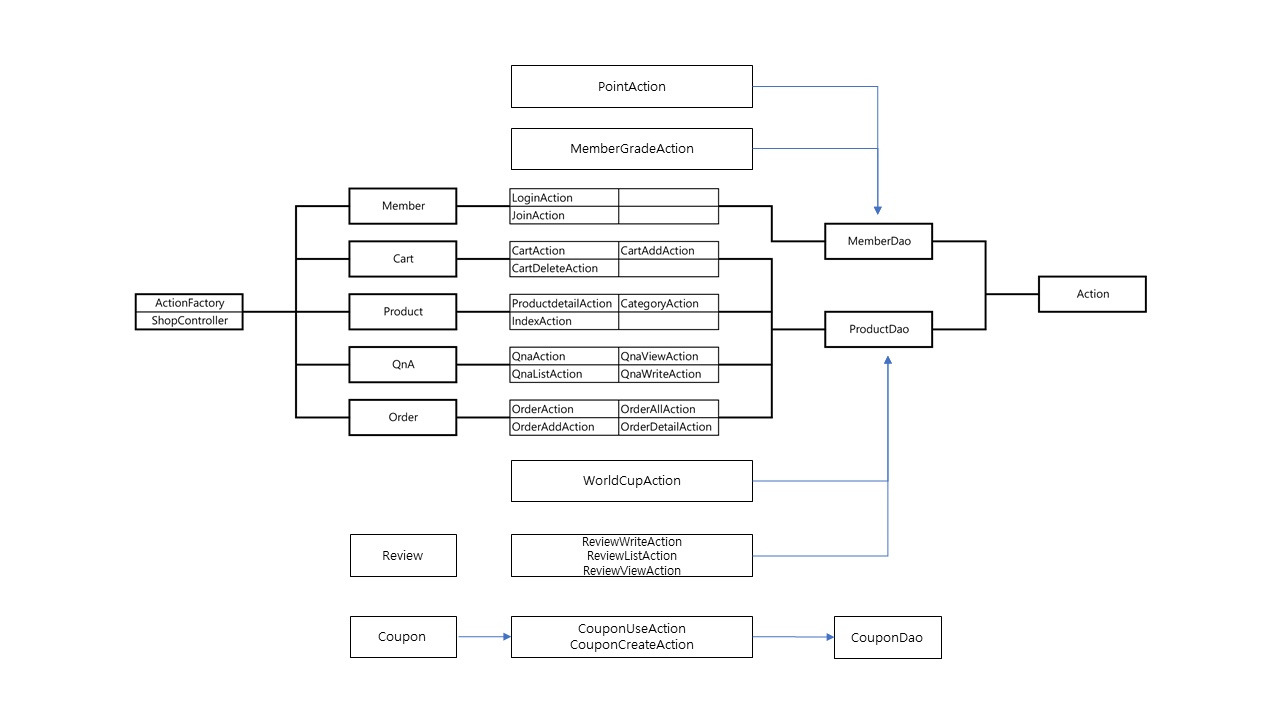 PointAction
MemberGradeAction
Member
LoginAction
JoinAction
MemberDao
Cart
CartAction CartAddAction
CartDeleteAction
ActionFactory
ShopController
Product
ProductdetailAction CategoryAction
IndexAction
ProductDao
Action
QnA
QnaAction QnaViewAction
QnaListAction QnaWriteAction
Order
OrderAction OrderAllAction
OrderAddAction OrderDetailAction
WorldCupAction
Review
ReviewWriteAction
ReviewListAction
ReviewViewAction
Coupon
CouponUseAction
CouponCreateAction
CouponDao